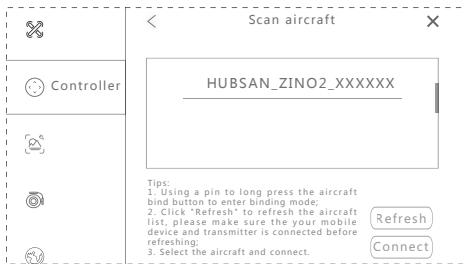 Scan aircraft
Controller
HUBSAN_ZINO2_XXXXXX
Tips:
1. Using a pin to long press the aircraft
bind button to enter binding mode;
2. Click "Refresh" to refresh the aircraft
list, please make sure the your mobile
device and transmitter is connected before
refreshing;
3. Select the aircraft and connect.
Refresh
Connect